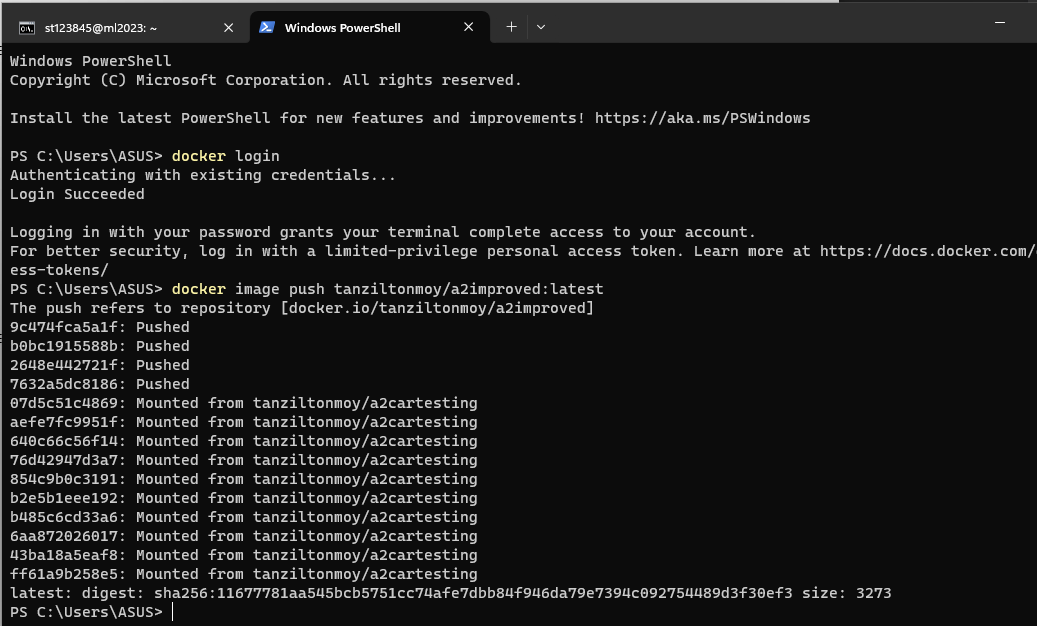 st123845@ml2023: ~
Windows PowerShell
Windows PowerShell
Copyright (C) Microsoft Corporation. All rights reserved.
Install the latest PowerShell for new features and improvements! https://aka.ms/PSWindows
PS C:\Users\ASUS> docker login
Authenticating with existing credentials...
Login Succeeded
Logging in with your password grants your terminal complete access to your account.
For better security, log in with a limited-privilege personal access token. Learn more at https://docs.docker.com/
ess-tokens/
PS C:\Users\ASUS> docker image push tanziltonmoy/a2improved:latest
The push refers to repository [docker.io/tanziltonmoy/a2improved]
9c474fca5a1f: Pushed
b0bc1915588b: Pushed
2648e442721f: Pushed
7632a5dc8186: Pushed
07d5c51c4869: Mounted from tanziltonmoy/a2cartesting
aefe7fc9951f: Mounted from tanziltonmoy/a2cartesting
640c66c56f14: Mounted from tanziltonmoy/a2cartesting
76d42947d3a7: Mounted from tanziltonmoy/a2cartesting
854c9b0c3191: Mounted from tanziltonmoy/a2cartesting
b2e5b1eee192: Mounted from tanziltonmoy/a2cartesting
b485c6cd33a6: Mounted from tanziltonmoy/a2cartesting
6aa872026017: Mounted from tanziltonmoy/a2cartesting
43ba18a5eaf8: Mounted from tanziltonmoy/a2cartesting
ff61a9b258e5: Mounted from tanziltonmoy/a2cartesting
latest: digest: sha256:11677781aa545bcb5751cc74afe7dbb84f946da79e7394c092754489d3f30ef3 size: 3273
PS C:\Users\ASUS>